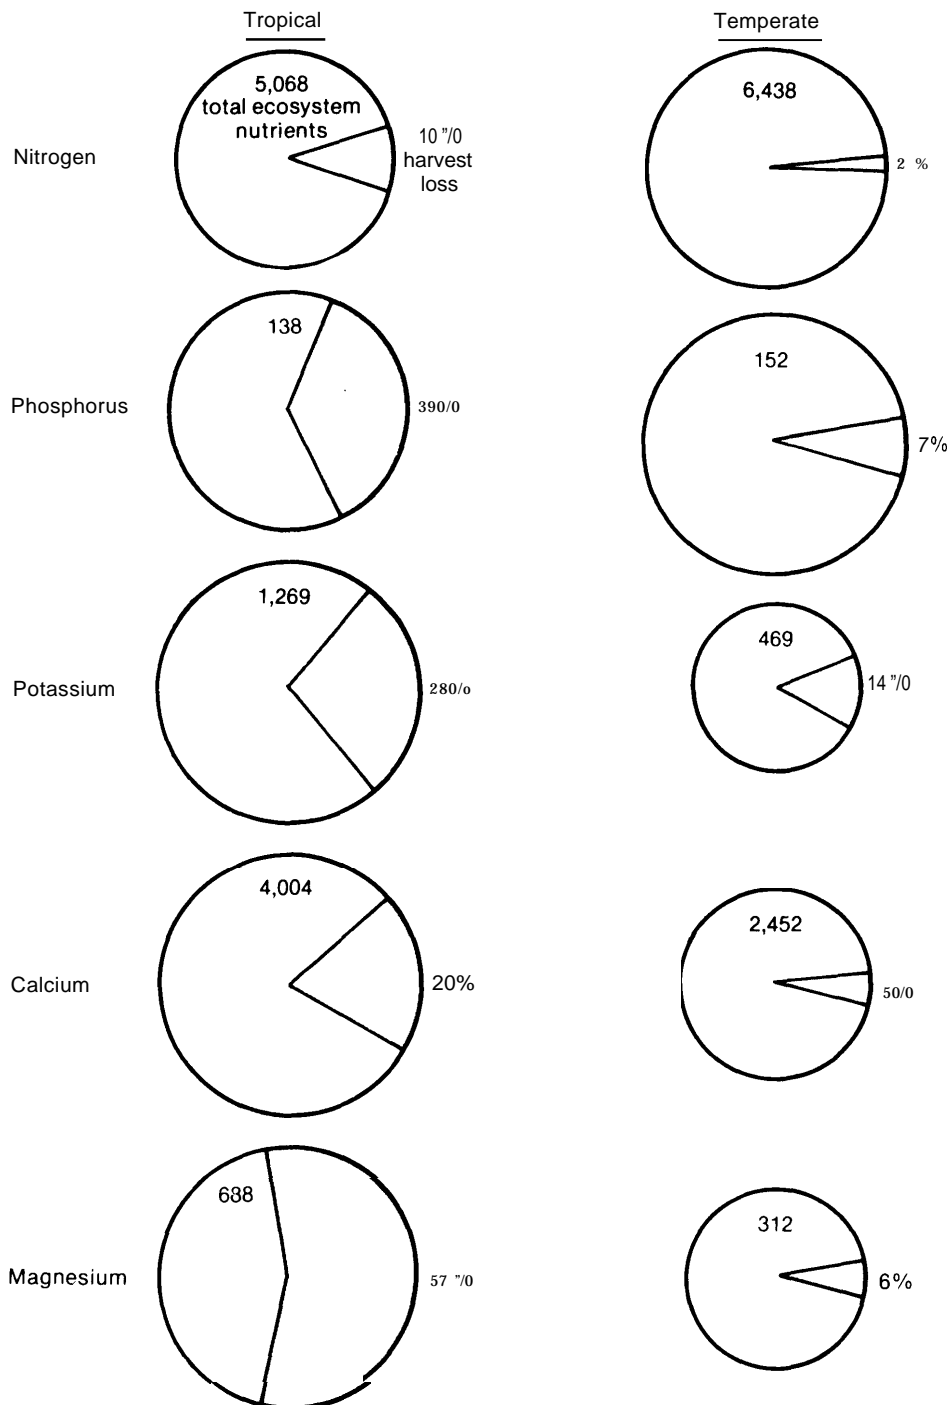 Tropical
Temperate
Nitrogen
5,068
total ecosystem
nutrients
10 "/0
harvest
loss
6,438
2 %
Phosphorus
138
390/0
152
7%
Potassium
1,269
280/o
469
14 "/0
Calcium
4,004
20%
2,452
50/0
Magnesium
688
57 "/0
312
6%